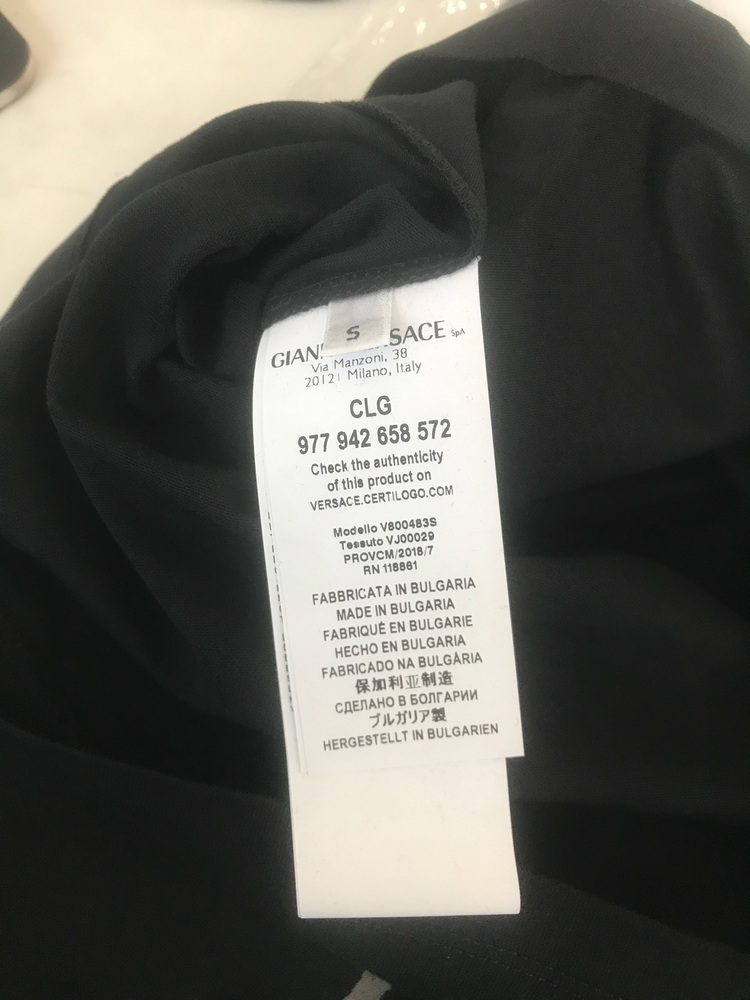 S
GIAN SACE SpA
Via Manzoni, 38
20121 Milano, Italy
CLG
977 942 658 572
Check the authenticity
of this product on
VERSACE.CERTILOGO.COM
Modello V800483S
Tessuto VJ00029
PROVCM/2018/7
RN 118881
FABBRICATA IN BULGARIA
MADE IN BULGARIA
FABRIQUÉ EN BULGARIE
HECHO EN BULGARIA
FABRICADO NA BULGÁRIA
保加利亚制造
СДЕЛАНО В БОЛГАРИИ
ブルガリア製
HERGESTELLT IN BULGARIEN